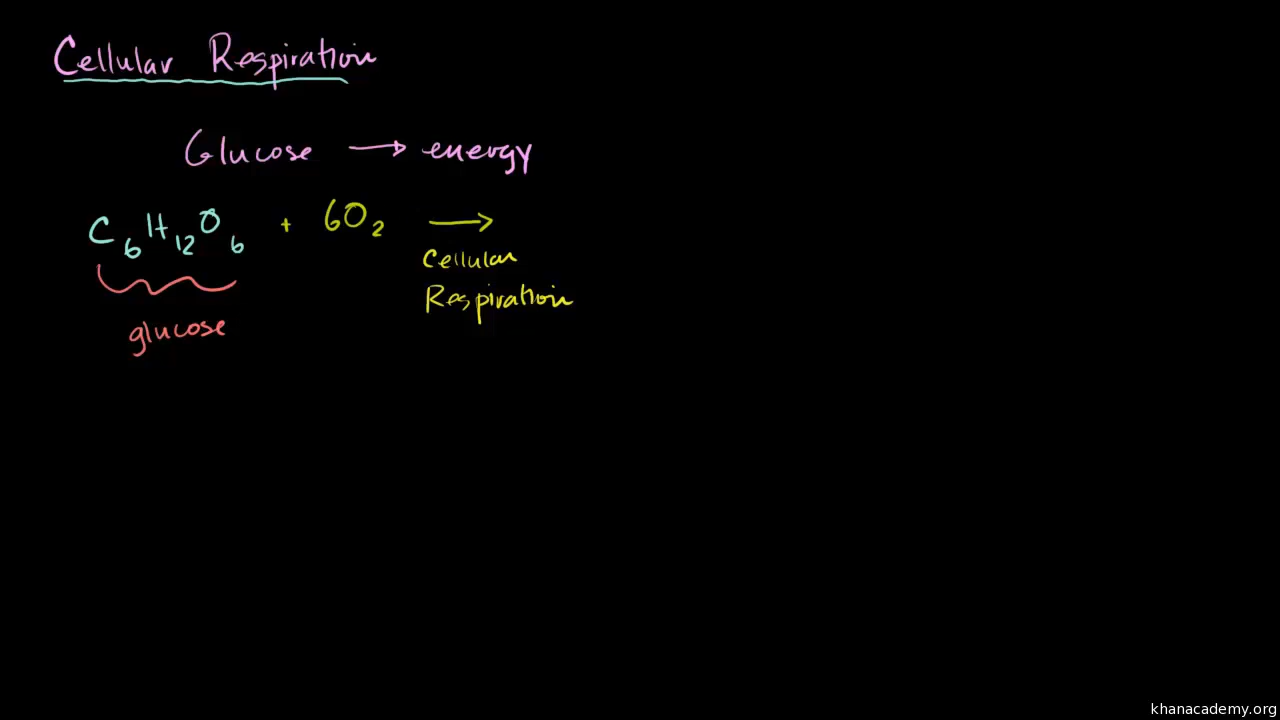 Cellular Respiration
Glucose → energy
C6H12O6 + 6O2 →
Cellular
Respiration
glucose
khanacademy.org